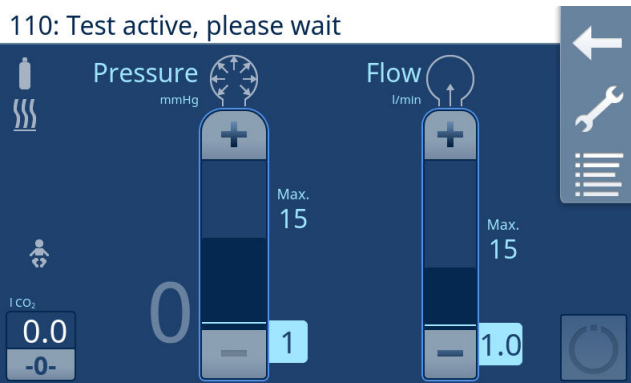 110: Test active, please wait
Pressure
mmHg
Flow
l/min
Max.
15
Max.
15
0
1
1.0
l CO₂
0.0
-0-